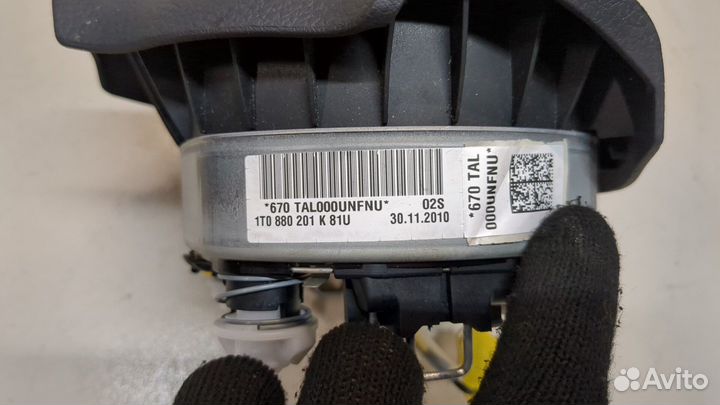 *670 TAL000UNFNU* 02S
1T0 880 201 K 81U 30.11.2010
*670 TAL
000UNFNU*
Avito